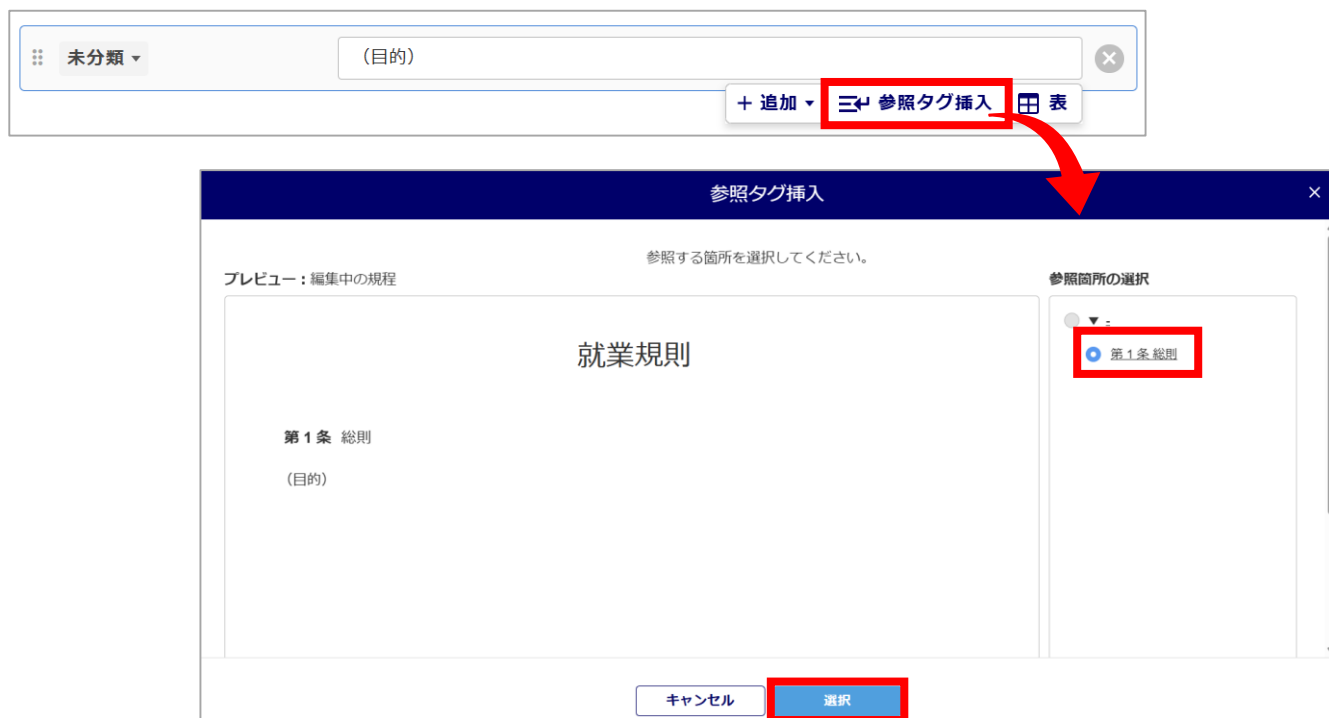 未分類
（目的）
+ 追加
参照タグ挿入
表
参照タグ挿入
参照する箇所を選択してください。
プレビュー：編集中の規程
参照箇所の選択
就業規則
-
第１条 総則
第１条 総則
（目的）
キャンセル
選択